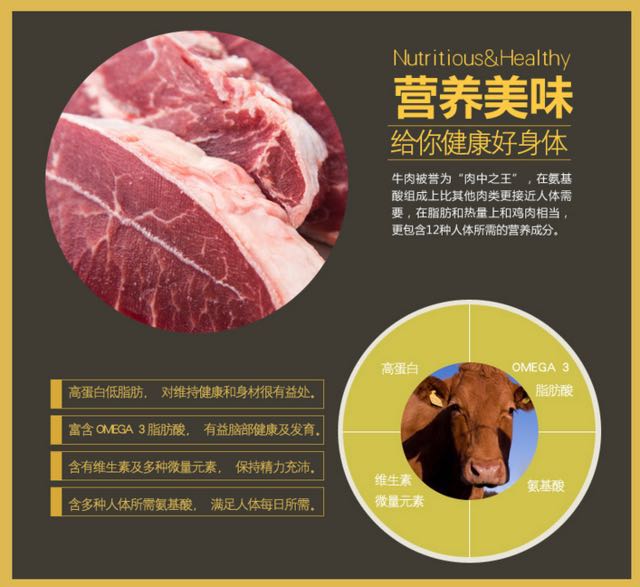 Nutritious&Healthy
营养美味
给你健康好身体
牛肉被誉为“肉中之王”，在氨基
酸组成上比其他肉类更接近人体需
要，在脂肪和热量上和鸡肉相当，
更包含12种人体所需的营养成分。
高蛋白低脂肪， 对维持健康和身材很有益处。
富含 OMEGA 3 脂肪酸， 有益脑部健康及发育。
含有维生素及多种微量元素， 保持精力充沛。
含多种人体所需氨基酸， 满足人体每日所需。
高蛋白
OMEGA 3
脂肪酸
维生素
微量元素
氨基酸